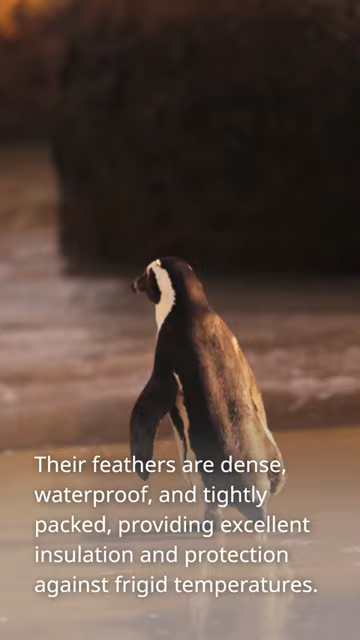 Their feathers are dense,
waterproof, and tightly
packed, providing excellent
insulation and protection
against frigid temperatures.